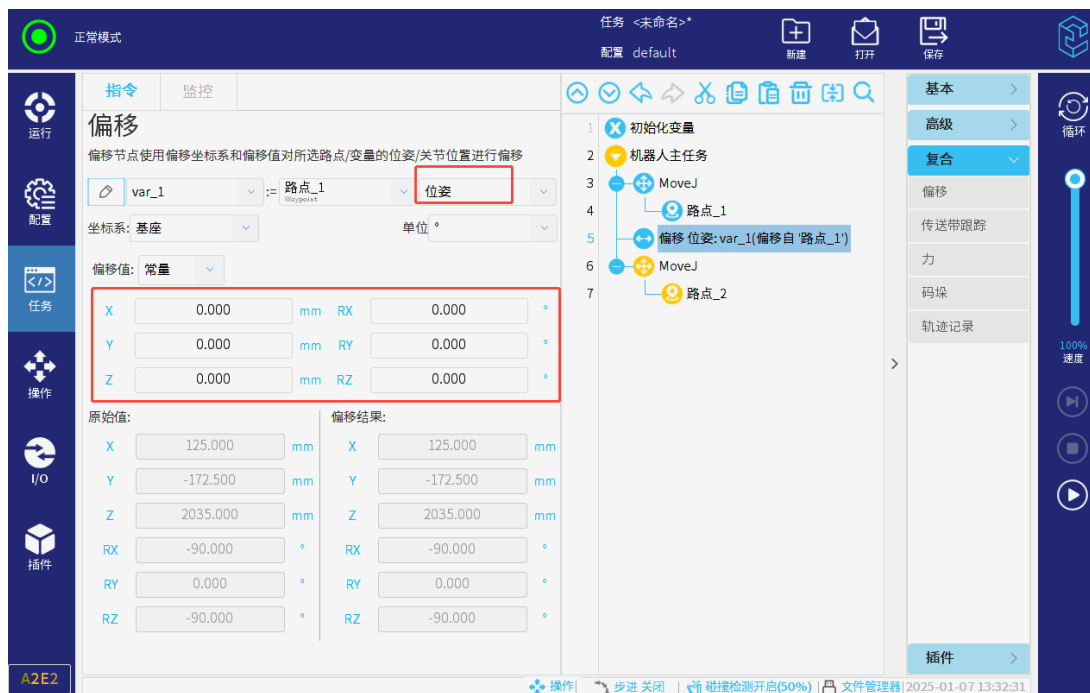 正常模式
任务 <未命名>*
配置 default
新建
打开
保存
运行
配置
任务
操作
I/O
插件
A2E2
指令
监控
偏移
偏移节点使用偏移坐标系和偏移值对所选路点/变量的位姿/关节位置进行偏移
var_1 := 路点_1 位姿
Waypoint
坐标系: 基座 单位 °
偏移值: 常量
X 0.000 mm RX 0.000 °
Y 0.000 mm RY 0.000 °
Z 0.000 mm RZ 0.000 °
原始值: 偏移结果:
X 125.000 mm X 125.000 mm
Y -172.500 mm Y -172.500 mm
Z 2035.000 mm Z 2035.000 mm
RX -90.000 ° RX -90.000 °
RY 0.000 ° RY 0.000 °
RZ -90.000 ° RZ -90.000 °
1 初始化变量
2 机器人主任务
3 MoveJ
4 路点_1
5 偏移 位姿: var_1(偏移自 '路点_1')
6 MoveJ
7 路点_2
基本
高级
复合
偏移
传送带跟踪
力
码垛
轨迹记录
插件
循环
100%
速度
操作 步进 关闭 碰撞检测开启(50%) 文件管理器 2025-01-07 13:32:31